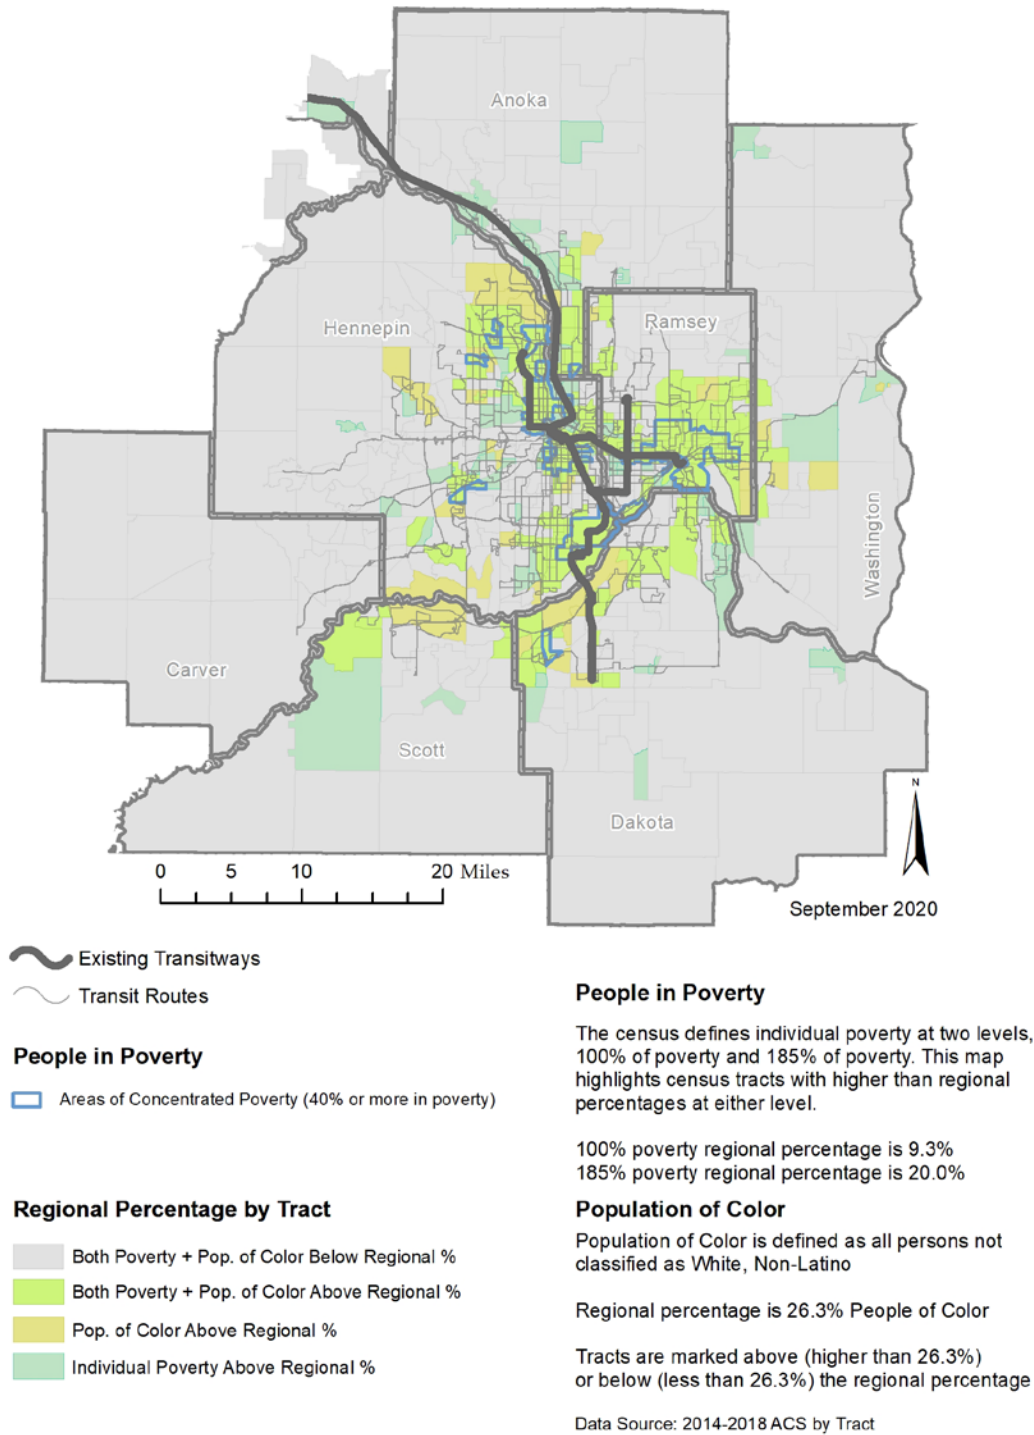 Anoka
Hennepin
Ramsey
Washington
Carver
Scott
Dakota
N
0 5 10 20 Miles
September 2020
Existing Transitways
Transit Routes
People in Poverty
Areas of Concentrated Poverty (40% or more in poverty)
Regional Percentage by Tract
Both Poverty + Pop. of Color Below Regional %
Both Poverty + Pop. of Color Above Regional %
Pop. of Color Above Regional %
Individual Poverty Above Regional %
People in Poverty
The census defines individual poverty at two levels,
100% of poverty and 185% of poverty. This map
highlights census tracts with higher than regional
percentages at either level.
100% poverty regional percentage is 9.3%
185% poverty regional percentage is 20.0%
Population of Color
Population of Color is defined as all persons not
classified as White, Non-Latino
Regional percentage is 26.3% People of Color
Tracts are marked above (higher than 26.3%)
or below (less than 26.3%) the regional percentage
Data Source: 2014-2018 ACS by Tract